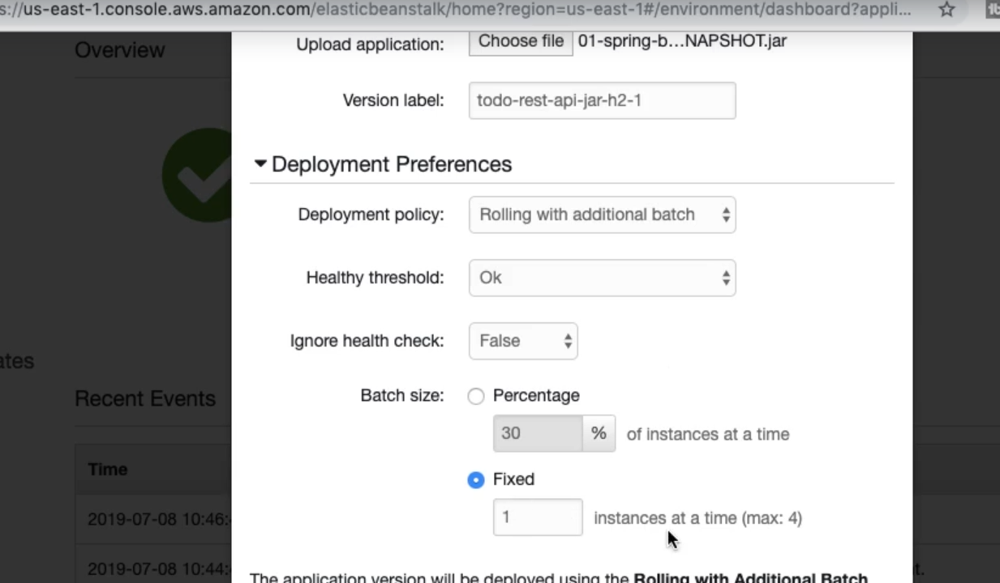 s://us-east-1.console.aws.amazon.com/elasticbeanstalk/home?region=us-east-1#/environment/dashboard?appli...
Overview
Upload application: Choose file 01-spring-b...NAPSHOT.jar
Version label: todo-rest-api-jar-h2-1
Deployment Preferences
Deployment policy: Rolling with additional batch
Healthy threshold: Ok
Ignore health check: False
ates
Recent Events
Batch size: Percentage
30 % of instances at a time
Time
Fixed
2019-07-08 10:46:
1 instances at a time (max: 4)
2019-07-08 10:44:
t.
The application version will be deployed using the Rolling with Additional Batch